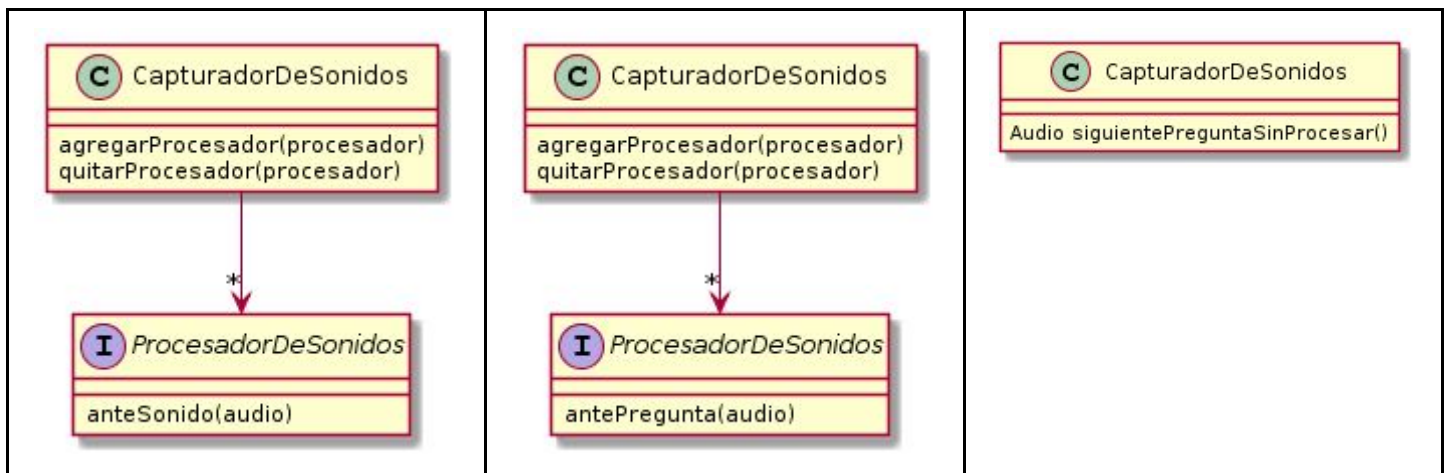 C CapturadorDeSonidos
agregarProcesador(procesador)
quitarProcesador(procesador)
*
I ProcesadorDeSonidos
anteSonido(audio)
C CapturadorDeSonidos
agregarProcesador(procesador)
quitarProcesador(procesador)
*
I ProcesadorDeSonidos
antePregunta(audio)
C CapturadorDeSonidos
Audio siguientePreguntaSinProcesar()